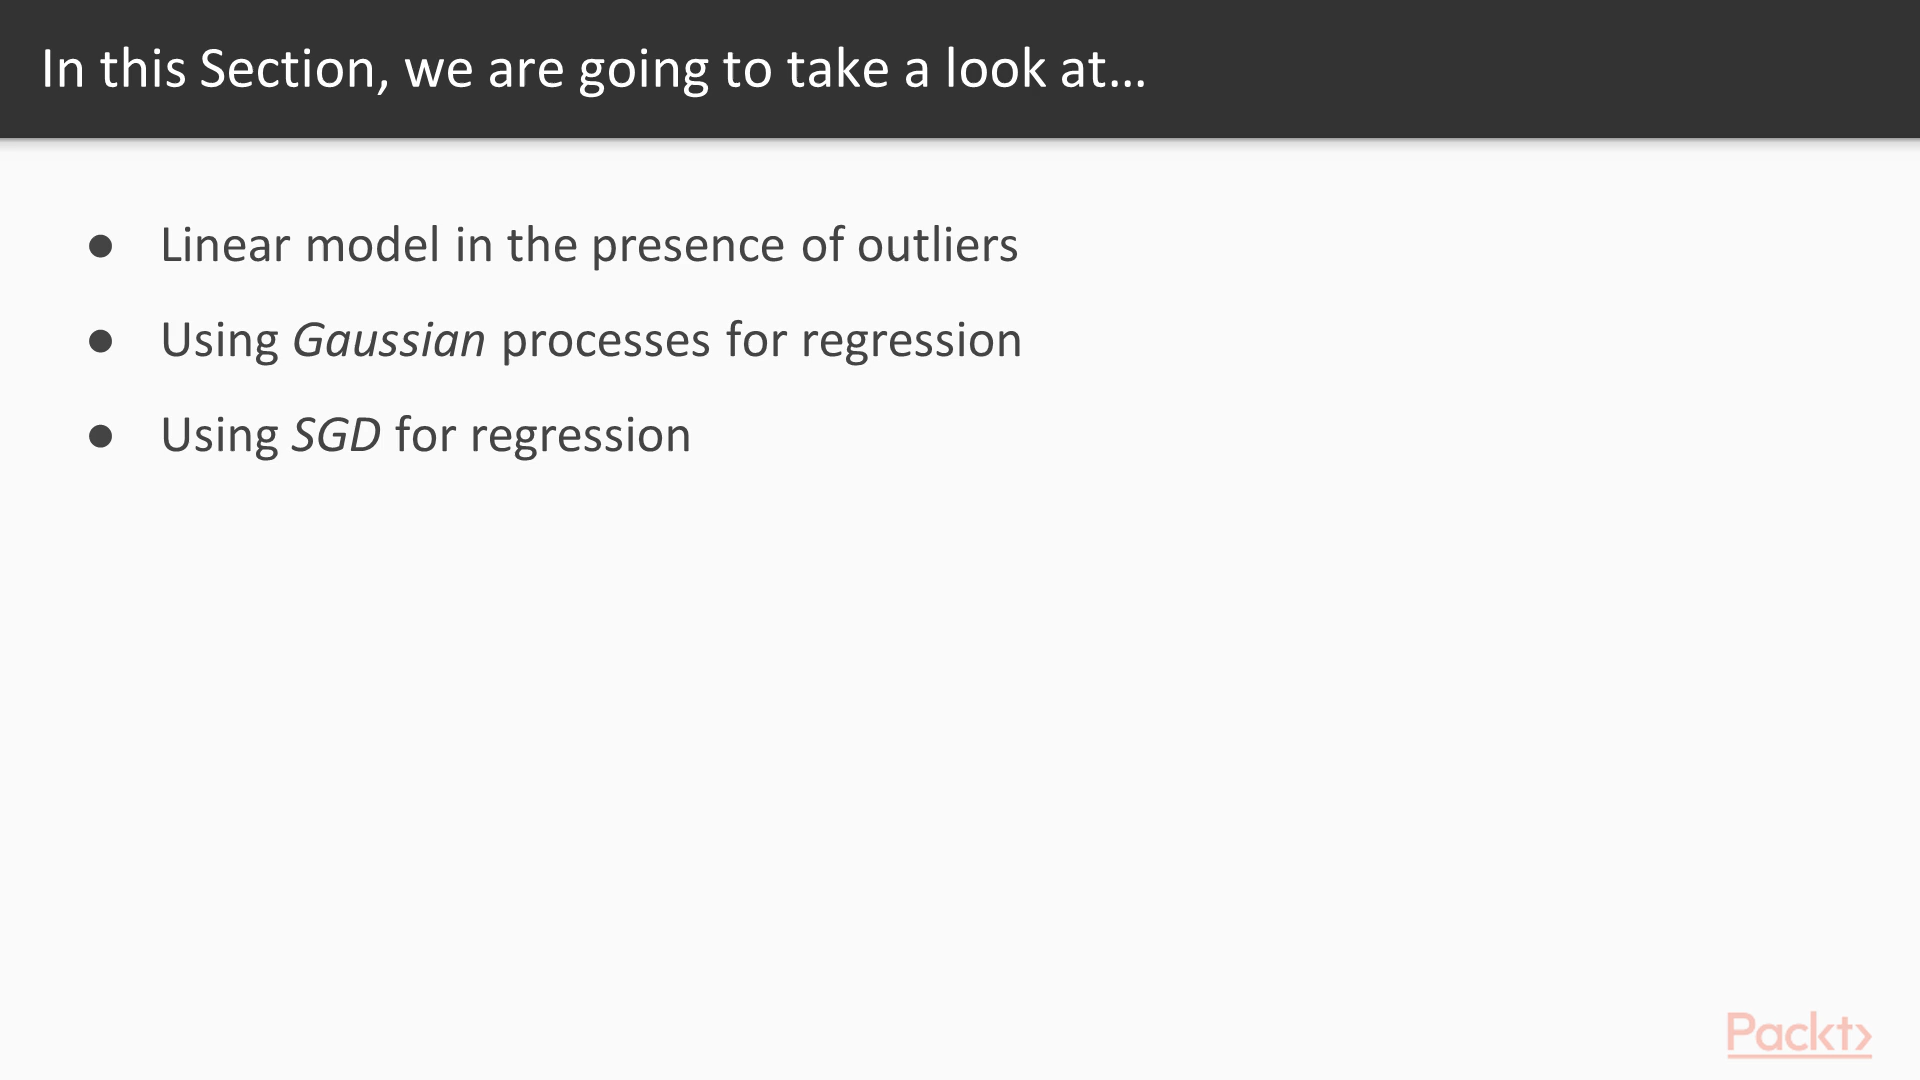 In this Section, we are going to take a look at...
● Linear model in the presence of outliers
● Using Gaussian processes for regression
● Using SGD for regression
Packt>